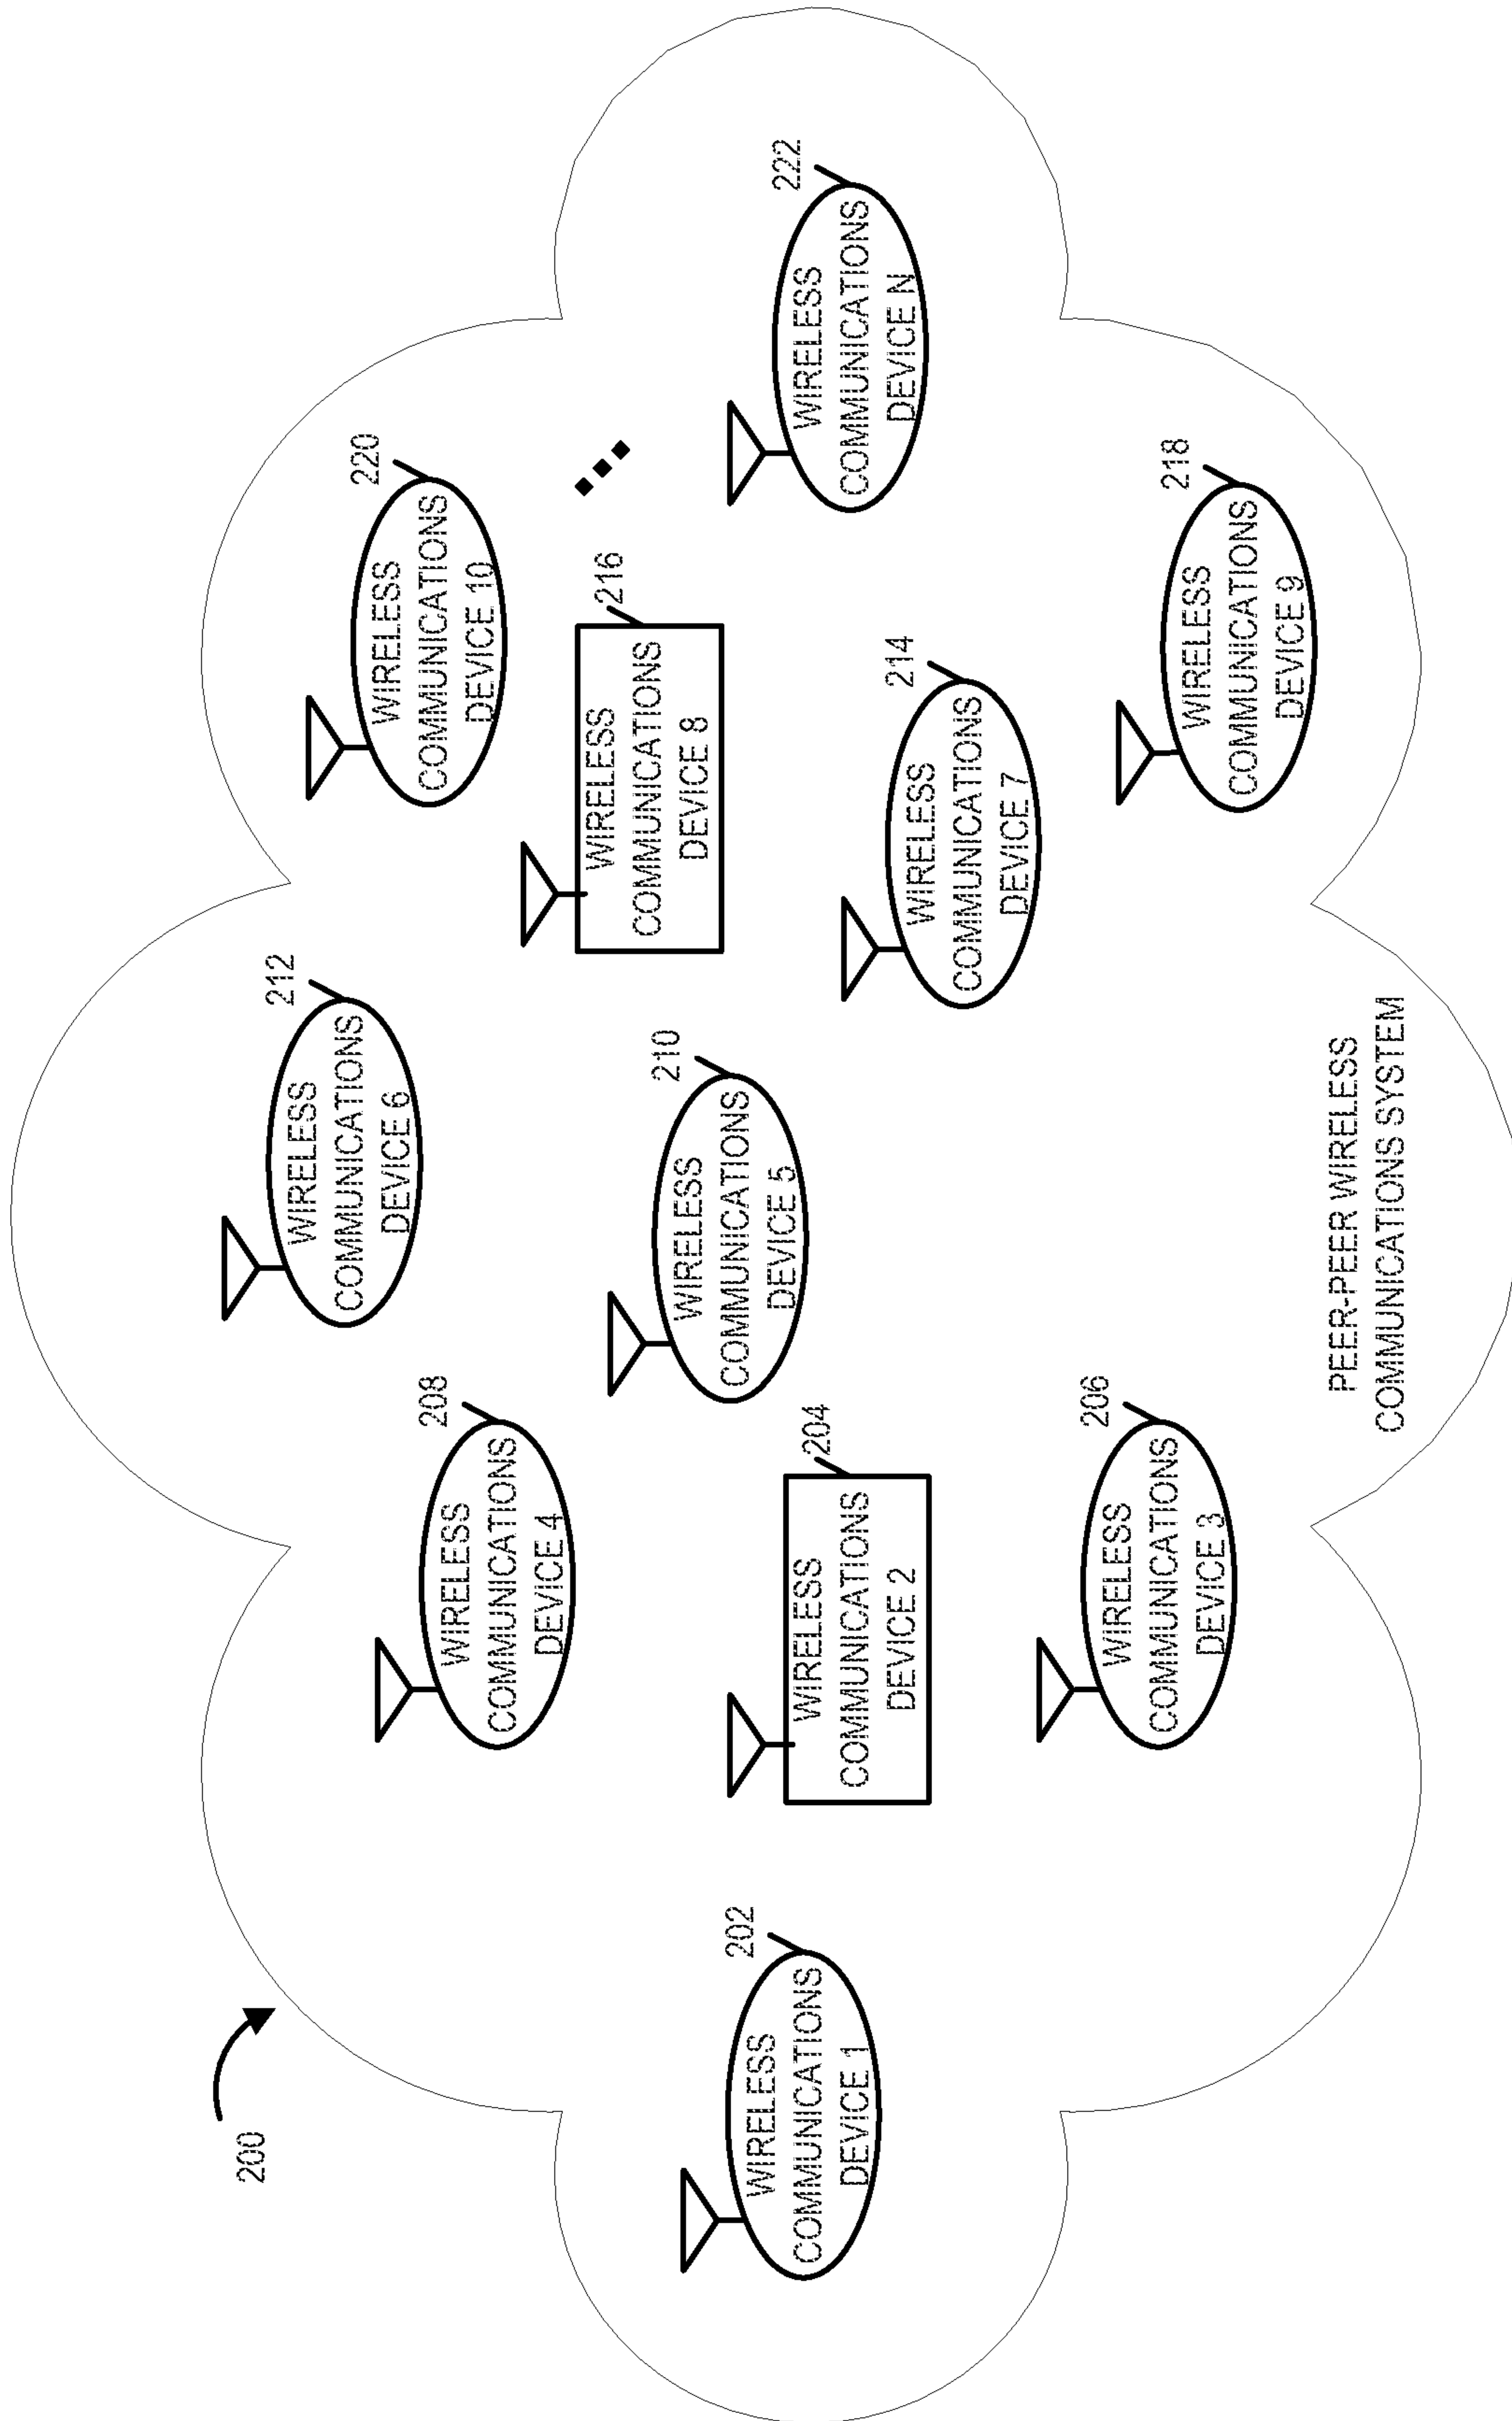 200
202
WIRELESS
COMMUNICATIONS
DEVICE 1
204
WIRELESS
COMMUNICATIONS
DEVICE 2
206
WIRELESS
COMMUNICATIONS
DEVICE 3
208
WIRELESS
COMMUNICATIONS
DEVICE 4
210
WIRELESS
COMMUNICATIONS
DEVICE 5
212
WIRELESS
COMMUNICATIONS
DEVICE 6
214
WIRELESS
COMMUNICATIONS
DEVICE 7
216
WIRELESS
COMMUNICATIONS
DEVICE 8
218
WIRELESS
COMMUNICATIONS
DEVICE 9
220
WIRELESS
COMMUNICATIONS
DEVICE 10
222
WIRELESS
COMMUNICATIONS
DEVICE N
PEER-PEER WIRELESS
COMMUNICATIONS SYSTEM